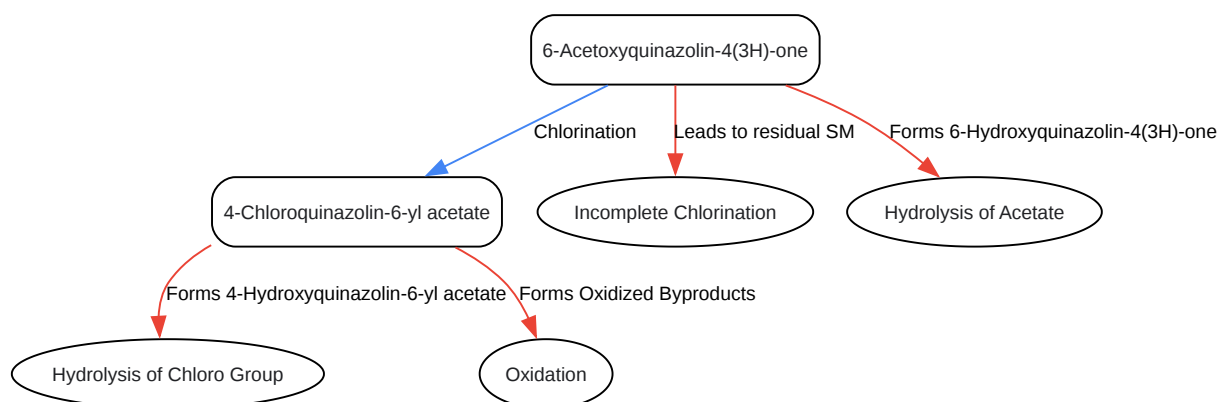 6-Acetoxyquinazolin-4(3H)-one
Chlorination
Leads to residual SM
Forms 6-Hydroxyquinazolin-4(3H)-one
4-Chloroquinazolin-6-yl acetate
Incomplete Chlorination
Hydrolysis of Acetate
Forms 4-Hydroxyquinazolin-6-yl acetate
Forms Oxidized Byproducts
Hydrolysis of Chloro Group
Oxidation